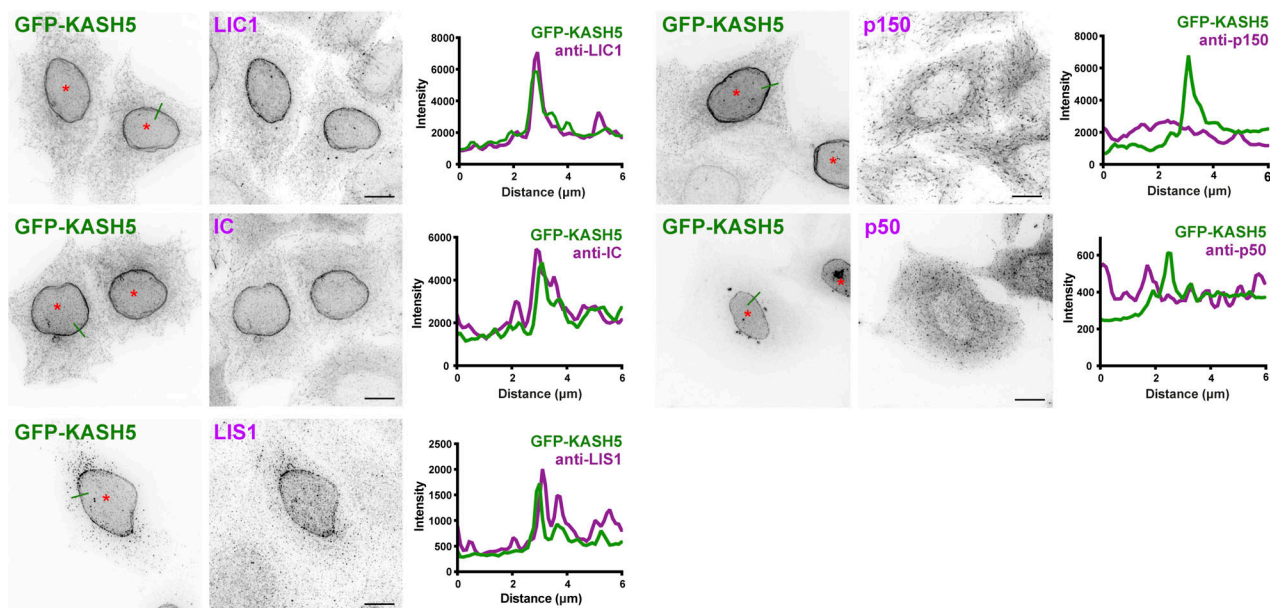 GFP-KASH5
LIC1
GFP-KASH5
anti-LIC1
Intensity
8000
6000
4000
2000
0
0 2 4 6
Distance (µm)
GFP-KASH5
p150
GFP-KASH5
anti-p150
Intensity
8000
6000
4000
2000
0
0 2 4 6
Distance (µm)
GFP-KASH5
IC
GFP-KASH5
anti-IC
Intensity
6000
4000
2000
0
0 2 4 6
Distance (µm)
GFP-KASH5
p50
GFP-KASH5
anti-p50
Intensity
600
400
200
0
0 2 4 6
Distance (µm)
GFP-KASH5
LIS1
GFP-KASH5
anti-LIS1
Intensity
2500
2000
1500
1000
500
0
0 2 4 6
Distance (µm)